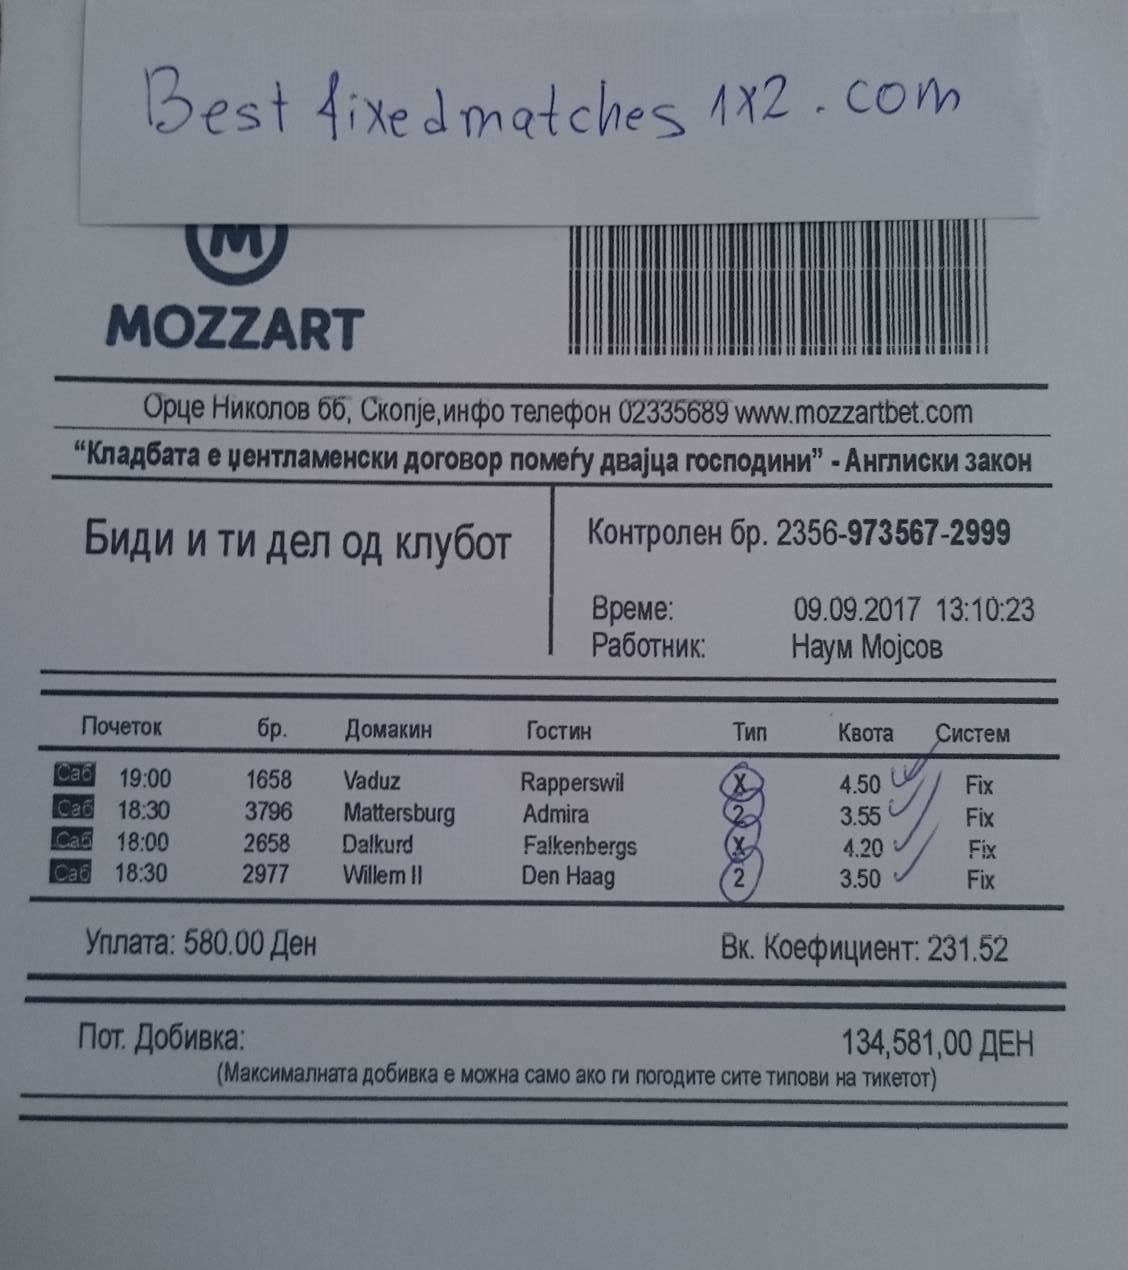 Best fixedmatches 1x2.com
M
MOZZART
Орце Николов бб, Скопје,инфо телефон 02335689 www.mozzartbet.com
“Кладбата е џентламенски договор помеѓу двајца господини” - Англиски закон
Биди и ти дел од клубот
Контролен бр. 2356-973567-2999
Време: 09.09.2017 13:10:23
Работник: Наум Мојсов
Почеток бр. Домакин Гостин Тип Квота Систем
Саб 19:00 1658 Vaduz Rapperswil X 4.50 Fix
Саб 18:30 3796 Mattersburg Admira 2 3.55 Fix
Саб 18:00 2658 Dalkurd Falkenbergs X 4.20 Fix
Саб 18:30 2977 Willem II Den Haag 2 3.50 Fix
Уплата: 580.00 Ден Вк. Коефициент: 231.52
Пот. Добивка: 134,581,00 ДЕН
(Максималната добивка е можна само ако ги погодите сите типови на тикетот)